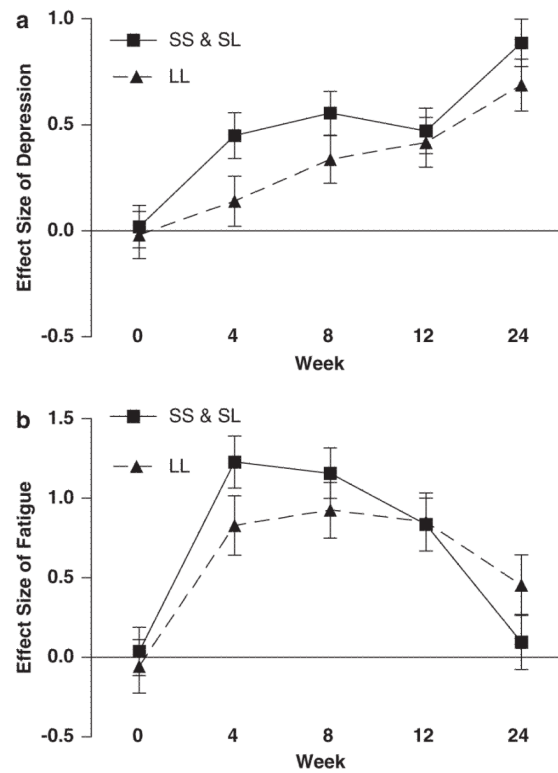 a
1.0
SS & SL
LL
0.5
0.0
-0.5
Effect Size of Depression
0 4 8 12 24
Week
b
1.5
SS & SL
LL
1.0
0.5
0.0
-0.5
Effect Size of Fatigue
0 4 8 12 24
Week